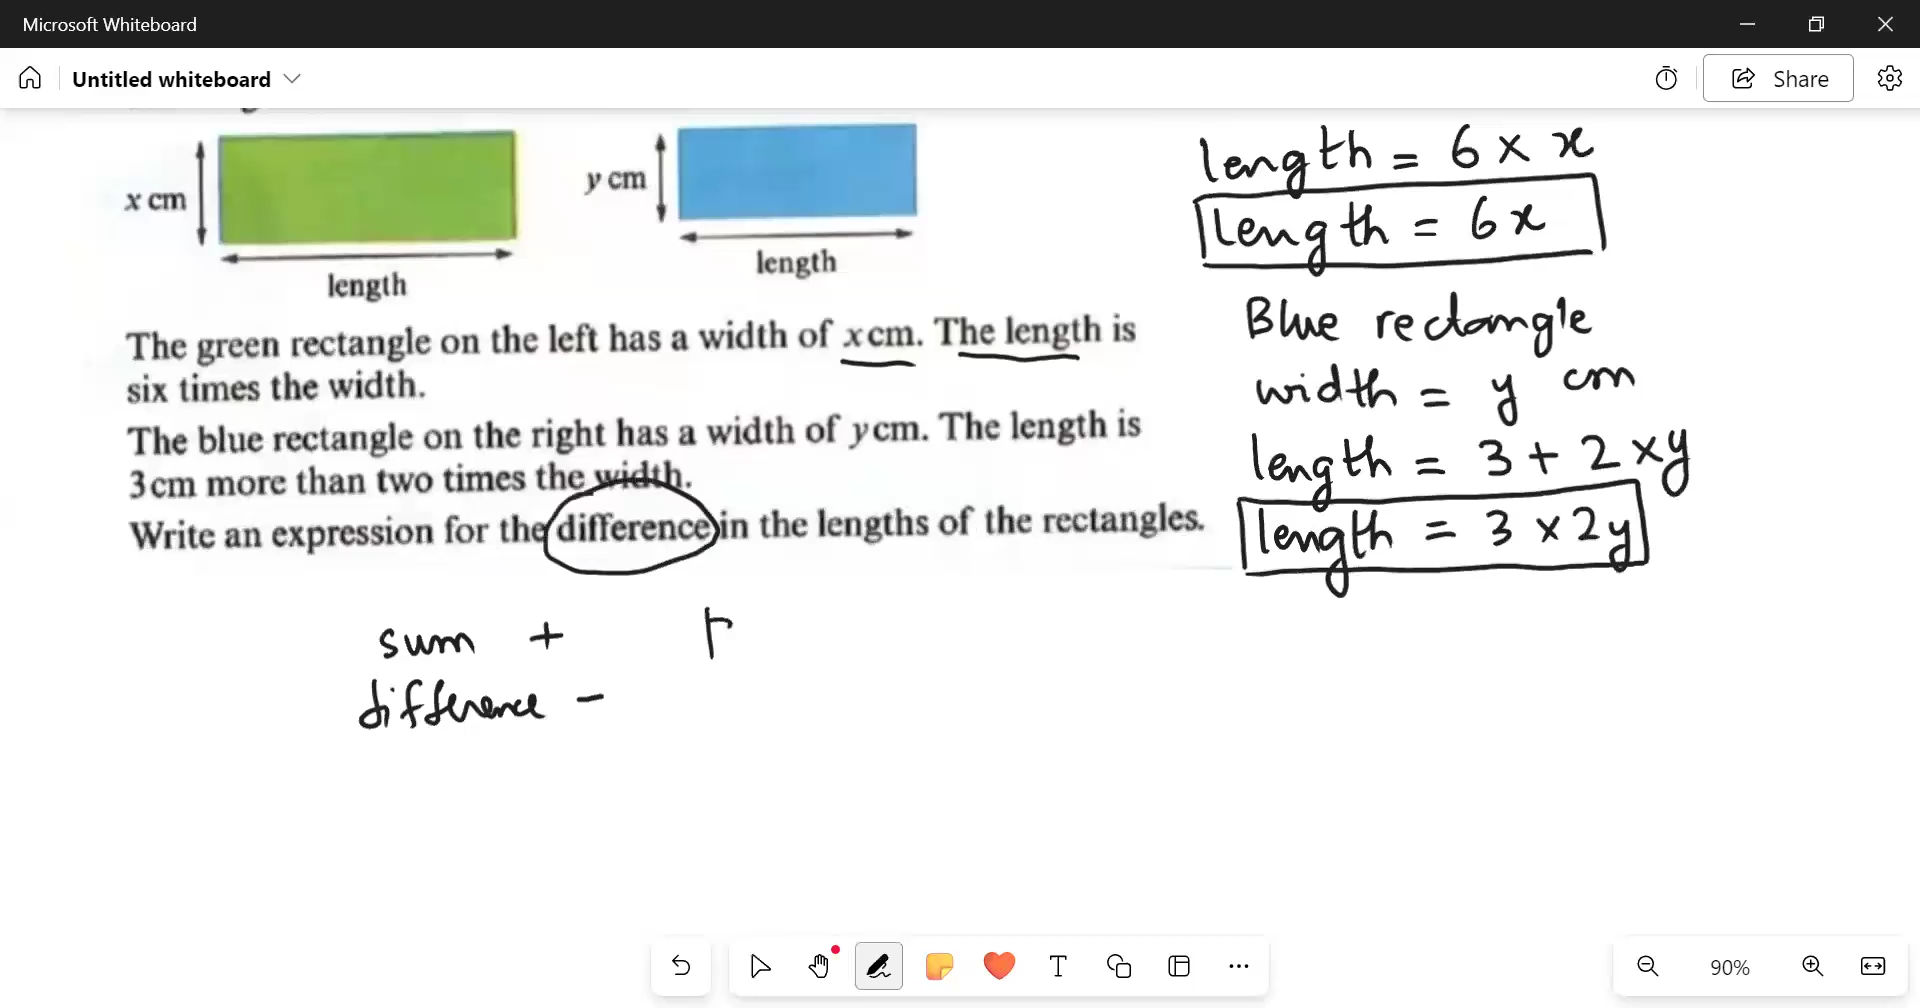 Microsoft Whiteboard
Untitled whiteboard
Share
x cm
length
y cm
length
The green rectangle on the left has a width of x cm. The length is
six times the width.
The blue rectangle on the right has a width of y cm. The length is
3 cm more than two times the width.
Write an expression for the difference in the lengths of the rectangles.
length = 6 × x
length = 6x
Blue rectangle
width = y cm
length = 3 + 2 × y
length = 3 × 2y
sum +
difference -
90%